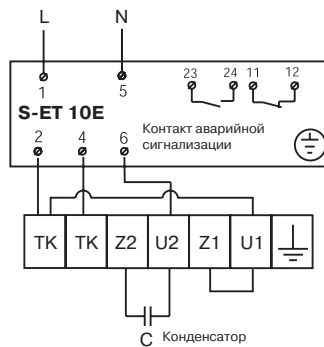 L N
1 5 23 24 11 12
S-ET 10E
Контакт аварийной
сигнализации
2 4 6
TK TK Z2 U2 Z1 U1
C Конденсатор